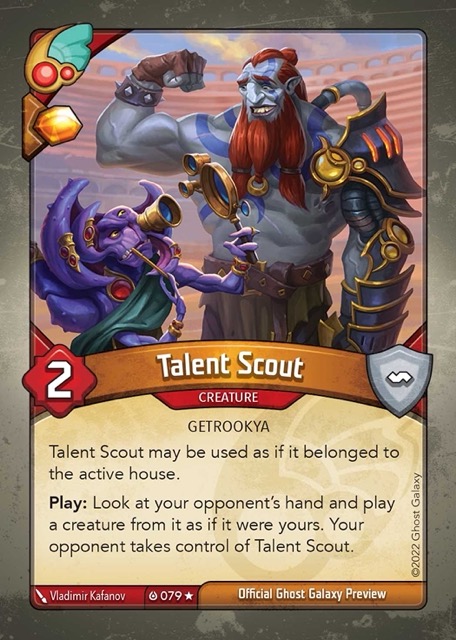 Talent Scout
2
CREATURE
GETROOKYA
Talent Scout may be used as if it belonged to
the active house.
Play: Look at your opponent's hand and play
a creature from it as if it were yours. Your
opponent takes control of Talent Scout.
©2022 Ghost Galaxy
Vladimir Kafanov
079★
Official Ghost Galaxy Preview